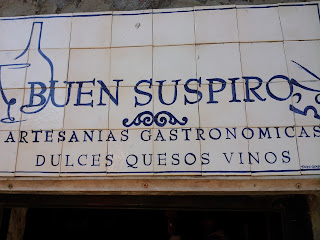 BUEN SUSPIRO
ARTESANIAS GASTRONOMICAS
DULCES QUESOS VINOS